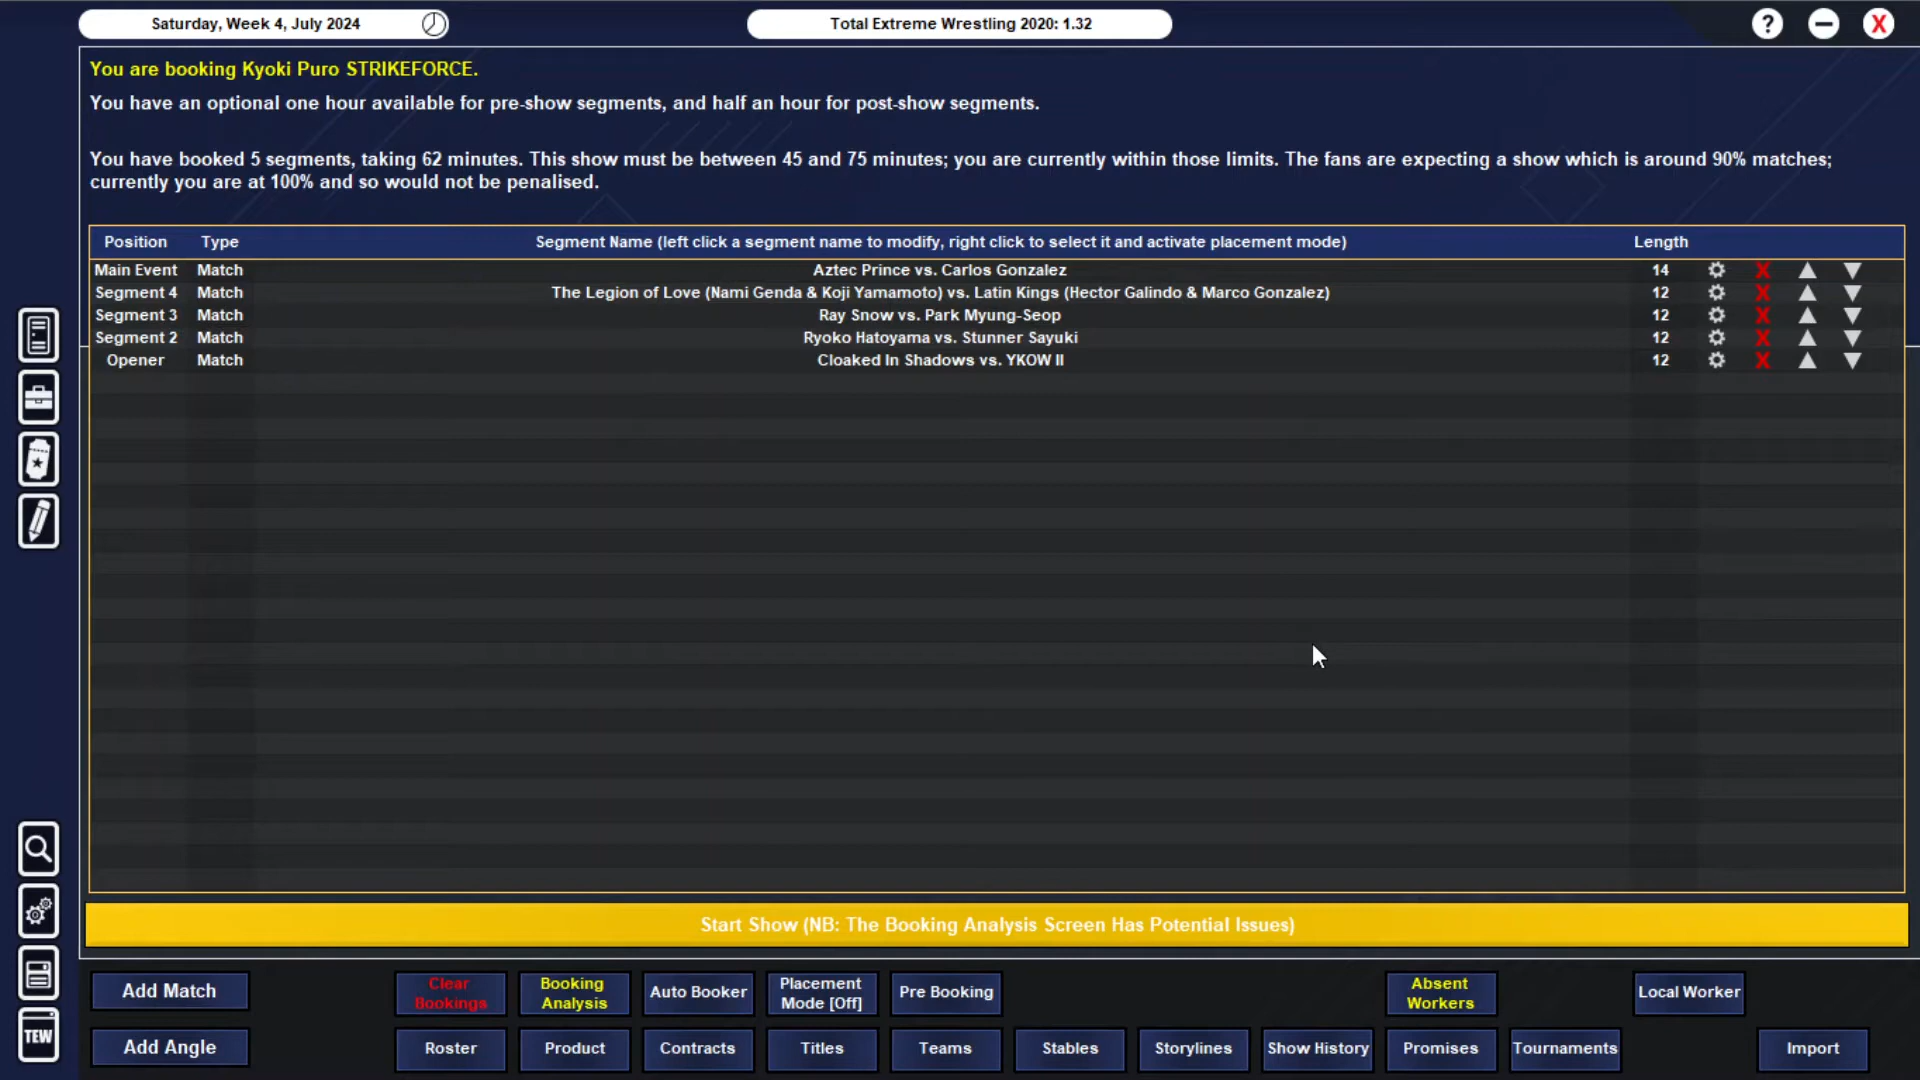 Saturday, Week 4, July 2024
Total Extreme Wrestling 2020: 1.32
?
X
You are booking Kyoki Puro STRIKEFORCE.
You have an optional one hour available for pre-show segments, and half an hour for post-show segments.
You have booked 5 segments, taking 62 minutes. This show must be between 45 and 75 minutes; you are currently within those limits. The fans are expecting a show which is around 90% matches;
currently you are at 100% and so would not be penalised.
Position Type Segment Name (left click a segment name to modify, right click to select it and activate placement mode) Length
Main Event Match Aztec Prince vs. Carlos Gonzalez 14 X
Segment 4 Match The Legion of Love (Nami Genda & Koji Yamamoto) vs. Latin Kings (Hector Galindo & Marco Gonzalez) 12 X
Segment 3 Match Ray Snow vs. Park Myung-Seop 12 X
Segment 2 Match Ryoko Hatoyama vs. Stunner Sayuki 12 X
Opener Match Cloaked In Shadows vs. YKOW II 12 X
Start Show (NB: The Booking Analysis Screen Has Potential Issues)
Add Match
Clear
Bookings
Booking
Analysis
Auto Booker
Placement
Mode [Off]
Pre Booking
Absent
Workers
Local Worker
TEW
Add Angle
Roster
Product
Contracts
Titles
Teams
Stables
Storylines
Show History
Promises
Tournaments
Import